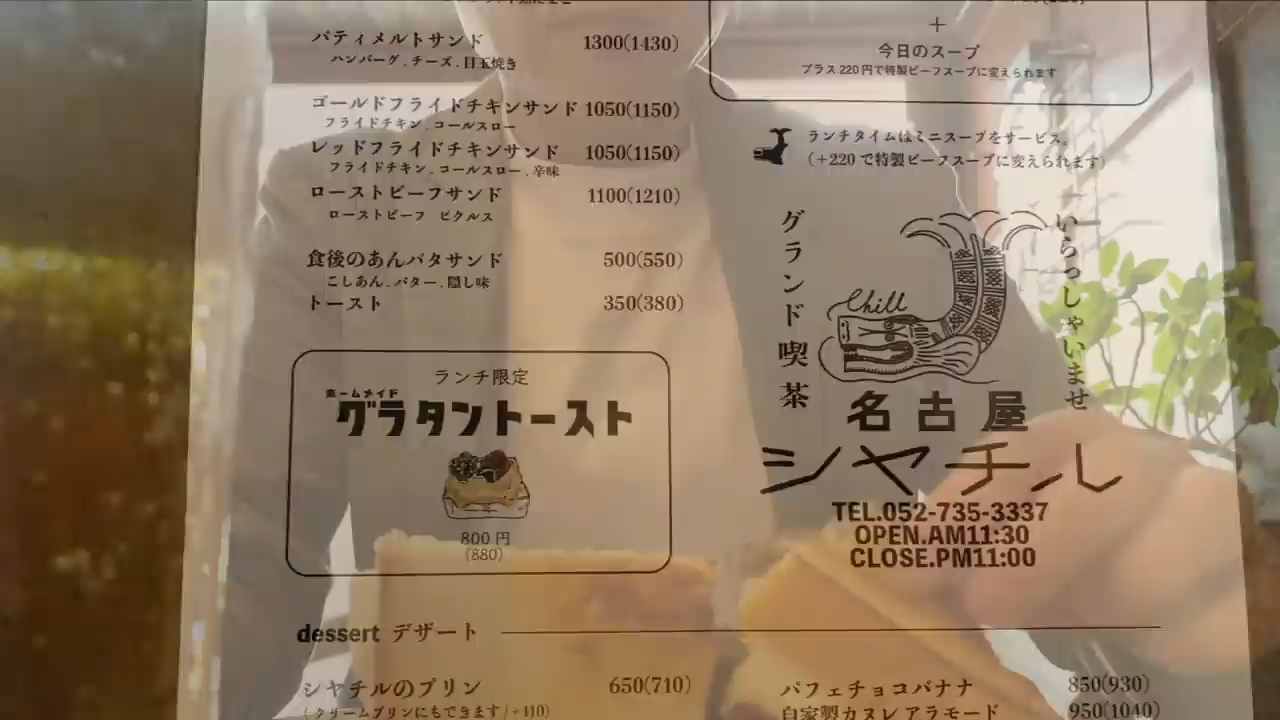 パティメルトサンド 1300(1430)
ハンバーグ . チーズ . 目玉焼き
ゴールドフライドチキンサンド 1050(1150)
フライドチキン . コールスロー
レッドフライドチキンサンド 1050(1150)
フライドチキン . コールスロー . 辛味
ローストビーフサンド 1100(1210)
ローストビーフ ピクルス
食後のあんバタサンド 500(550)
こしあん . バター . 隠し味
トースト 350(380)
ランチ限定
ホームメイド
グラタントースト
800 円
(880)
+
今日のスープ
プラス 220 円で特製ビーフスープに変えられます
ランチタイムはミニスープをサービス。
(+220 で特製ビーフスープに変えられます)
グランド喫茶
いらっしゃいませ
Chill
名古屋
シヤチル
TEL.052-735-3337
OPEN.AM11:30
CLOSE.PM11:00
dessert デザート
シヤチルのプリン 650(710)
(クリームプリンにもできます/+110)
パフェチョコバナナ 850(930)
自家製カヌレアラモード 950(1040)